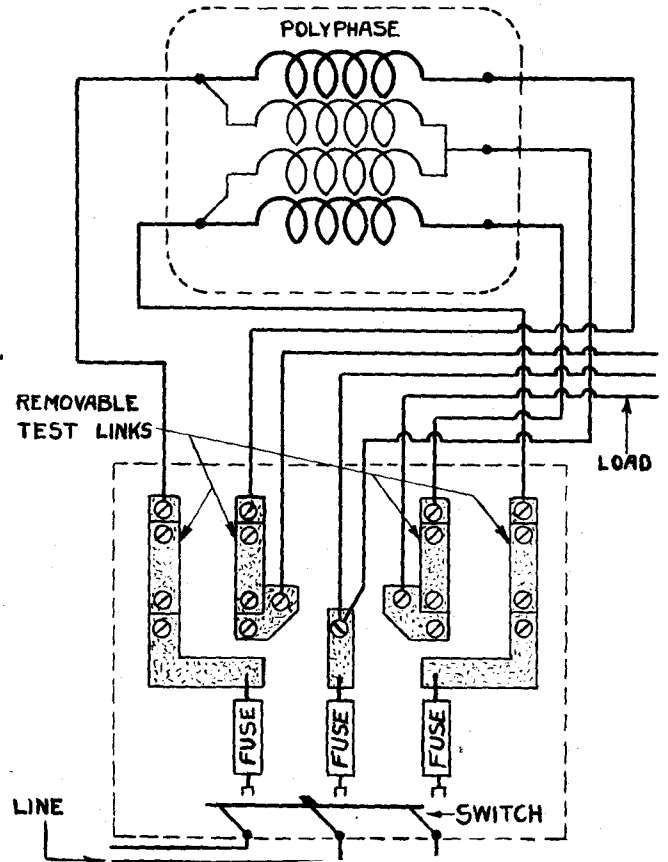 POLYPHASE
REMOVABLE
TEST LINKS
LOAD
FUSE
FUSE
FUSE
LINE
SWITCH